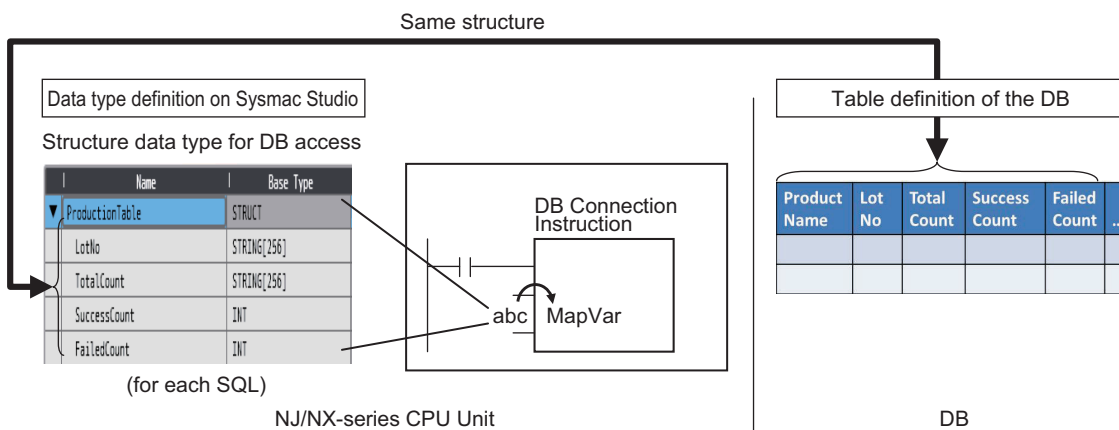 Same structure
Data type definition on Sysmac Studio
Table definition of the DB
Structure data type for DB access
Name Base Type
ProductionTable STRUCT
LotNo STRING[256]
TotalCount STRING[256]
SuccessCount INT
FailedCount INT
(for each SQL)
DB Connection
Instruction
abc MapVar
Product Lot Total Success Failed
Name No Count Count Count ..
NJ/NX-series CPU Unit
DB